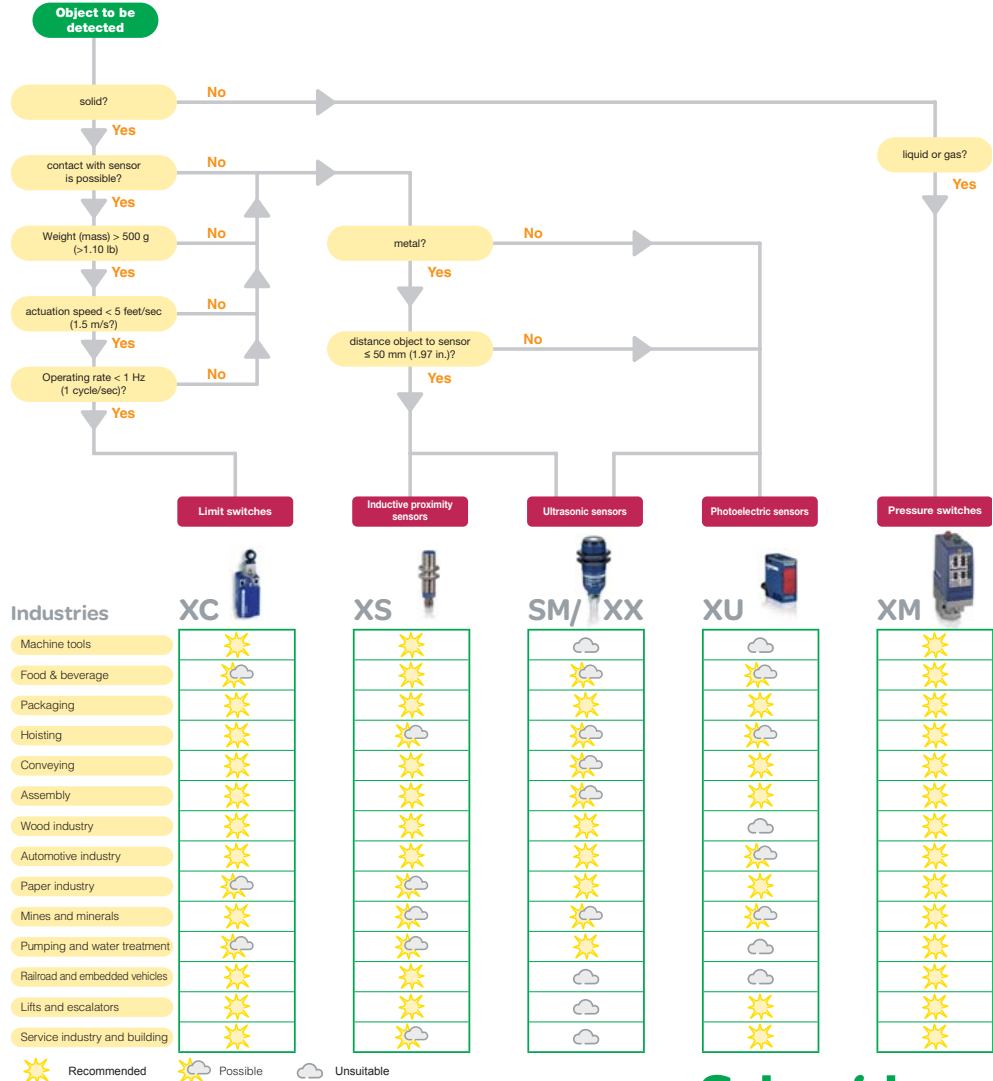 Object to be
detected
solid?
No
Yes
contact with sensor
is possible?
No
liquid or gas?
Yes
Yes
Weight (mass) > 500 g
(>1.10 lb)
No
metal?
No
Yes
Yes
actuation speed < 5 feet/sec
(1.5 m/s?)
No
distance object to sensor
≤ 50 mm (1.97 in.)?
No
Yes
Yes
Operating rate < 1 Hz
(1 cycle/sec)?
No
Yes
Limit switches
Inductive proximity
sensors
Ultrasonic sensors
Photoelectric sensors
Pressure switches
Industries
XC
XS
SM/ XX
XU
XM
Machine tools
Food & beverage
Packaging
Hoisting
Conveying
Assembly
Wood industry
Automotive industry
Paper industry
Mines and minerals
Pumping and water treatment
Railroad and embedded vehicles
Lifts and escalators
Service industry and building
Recommended
Possible
Unsuitable